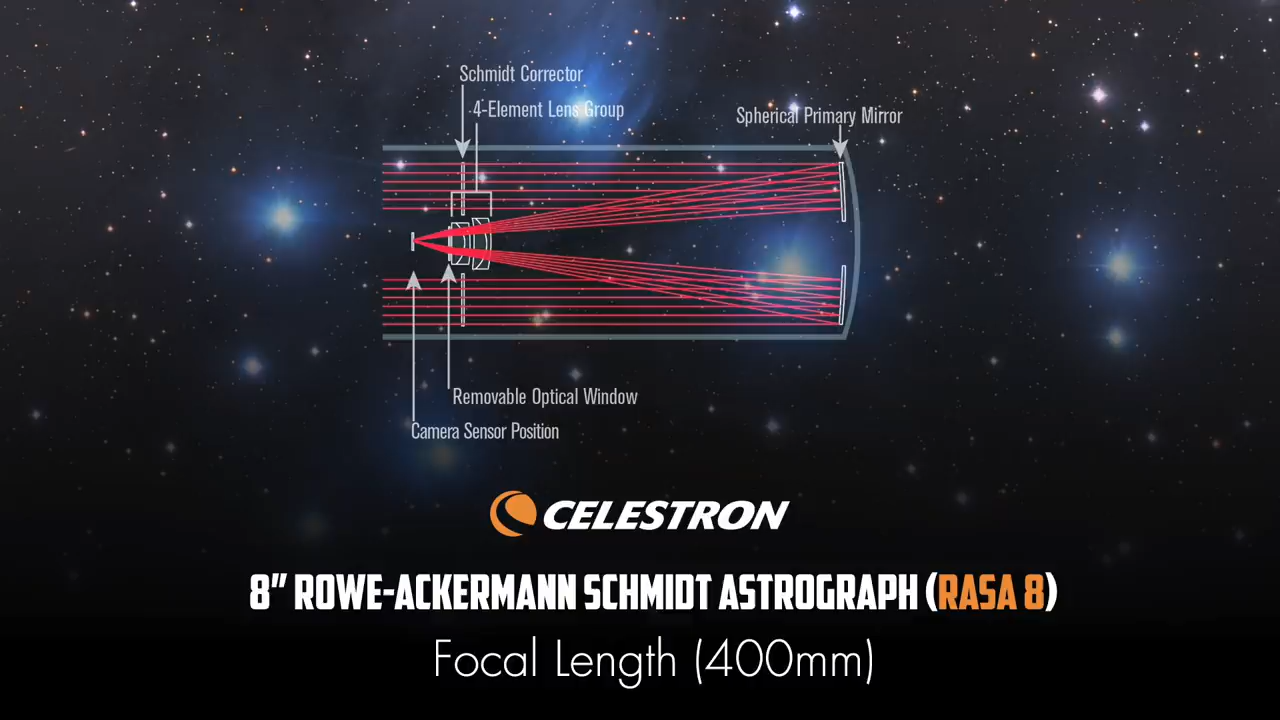 Schmidt Corrector
4-Element Lens Group
Spherical Primary Mirror
Removable Optical Window
Camera Sensor Position
CELESTRON
8" ROWE-ACKERMANN SCHMIDT ASTROGRAPH (RASA 8)
Focal Length (400mm)